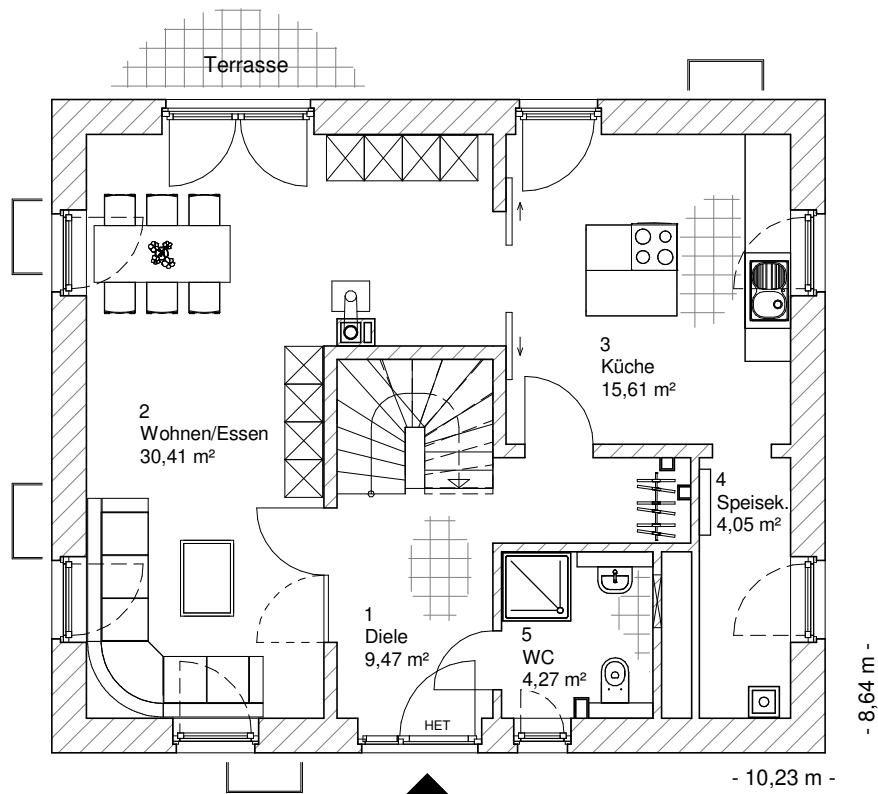 Terrasse
3
Küche
15,61 m²
2
Wohnen/Essen
30,41 m²
4
Speisek.
4,05 m²
1
Diele
9,47 m²
5
WC
4,27 m²
HET
- 8,64 m -
- 10,23 m -